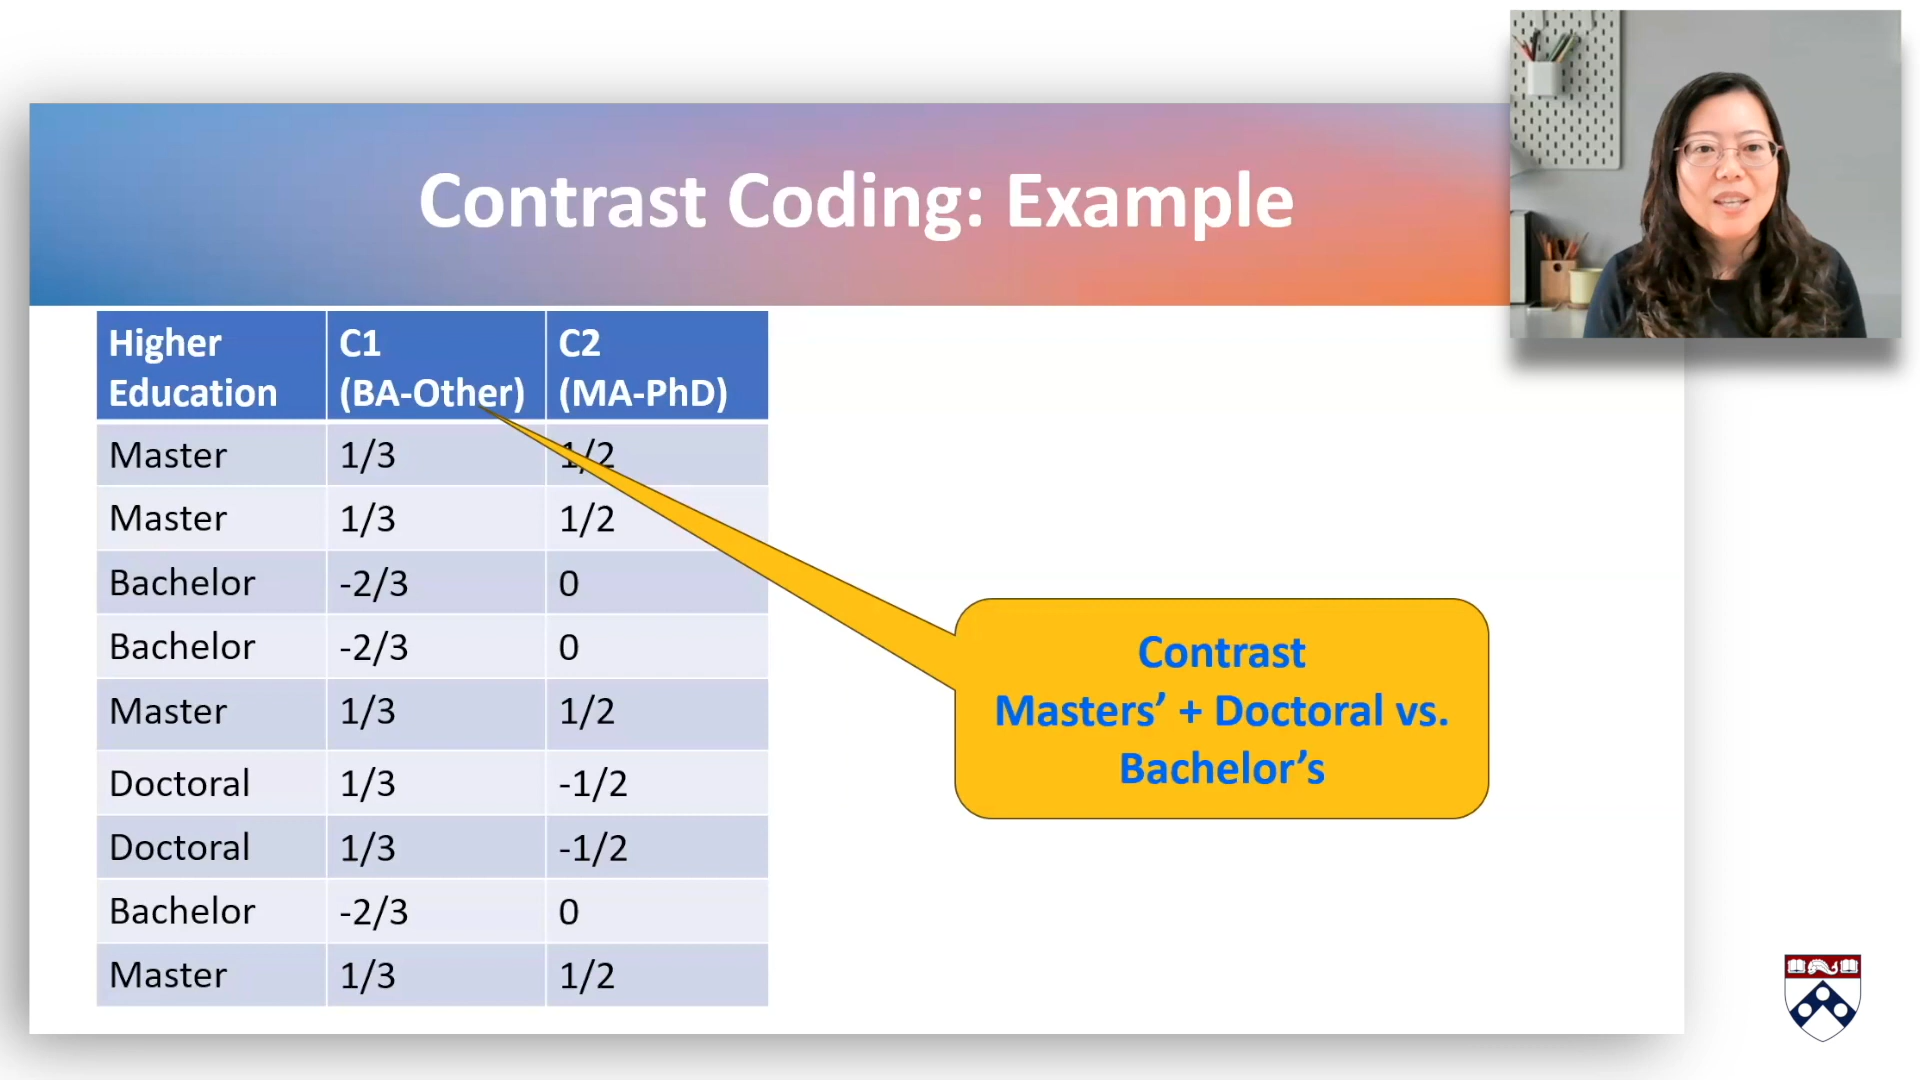 Contrast Coding: Example
Higher Education
C1 (BA-Other)
C2 (MA-PhD)
Master 1/3 1/2
Master 1/3 1/2
Bachelor -2/3 0
Bachelor -2/3 0
Master 1/3 1/2
Doctoral 1/3 -1/2
Doctoral 1/3 -1/2
Bachelor -2/3 0
Master 1/3 1/2
Contrast
Masters’ + Doctoral vs.
Bachelor’s